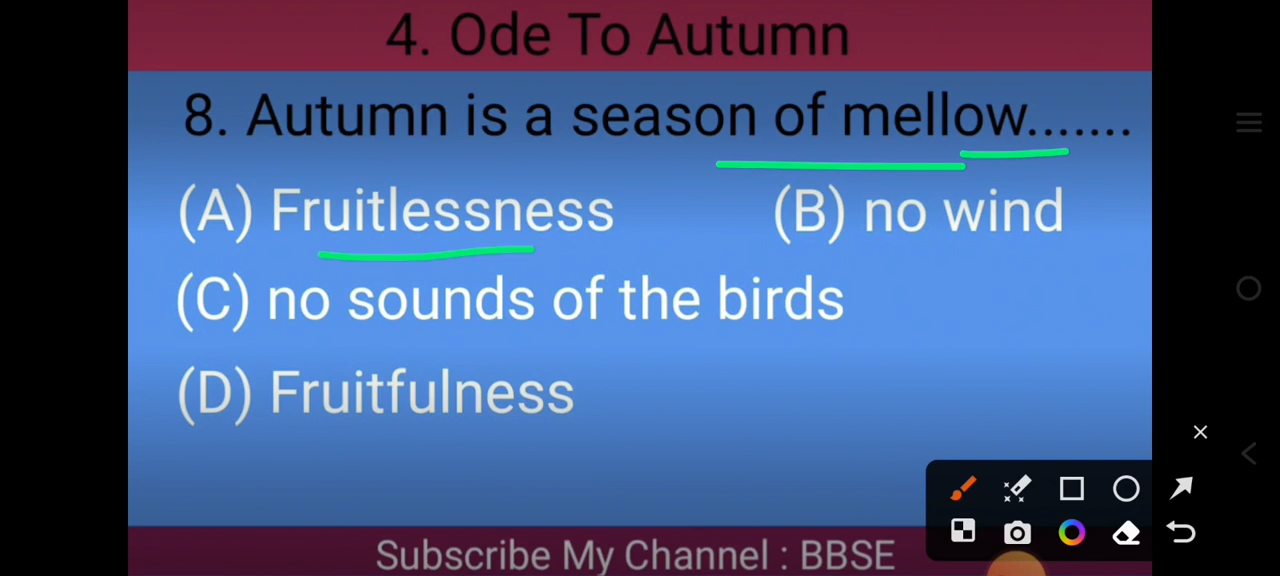 4. Ode To Autumn
8. Autumn is a season of mellow.......
(A) Fruitlessness (B) no wind
(C) no sounds of the birds
(D) Fruitfulness
Subscribe My Channel : BBSE